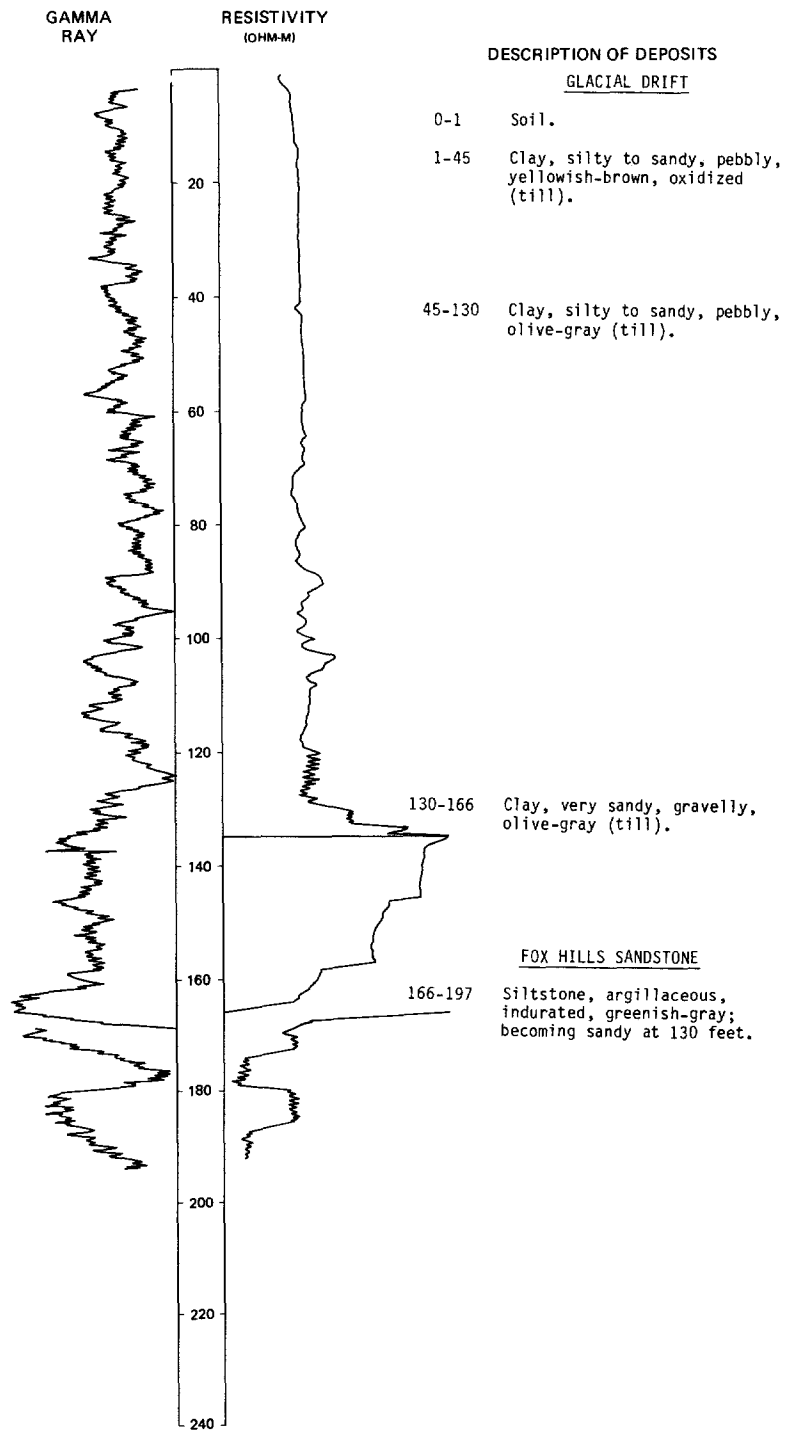 GAMMA
RAY
RESISTIVITY
(OHM-M)
DESCRIPTION OF DEPOSITS
GLACIAL DRIFT
0-1 Soil.
1-45 Clay, silty to sandy, pebbly,
yellowish-brown, oxidized
(till).
20
40
45-130 Clay, silty to sandy, pebbly,
olive-gray (till).
60
80
100
120
130-166 Clay, very sandy, gravelly,
olive-gray (till).
140
FOX HILLS SANDSTONE
160
166-197 Siltstone, argillaceous,
indurated, greenish-gray;
becoming sandy at 130 feet.
180
200
220
240